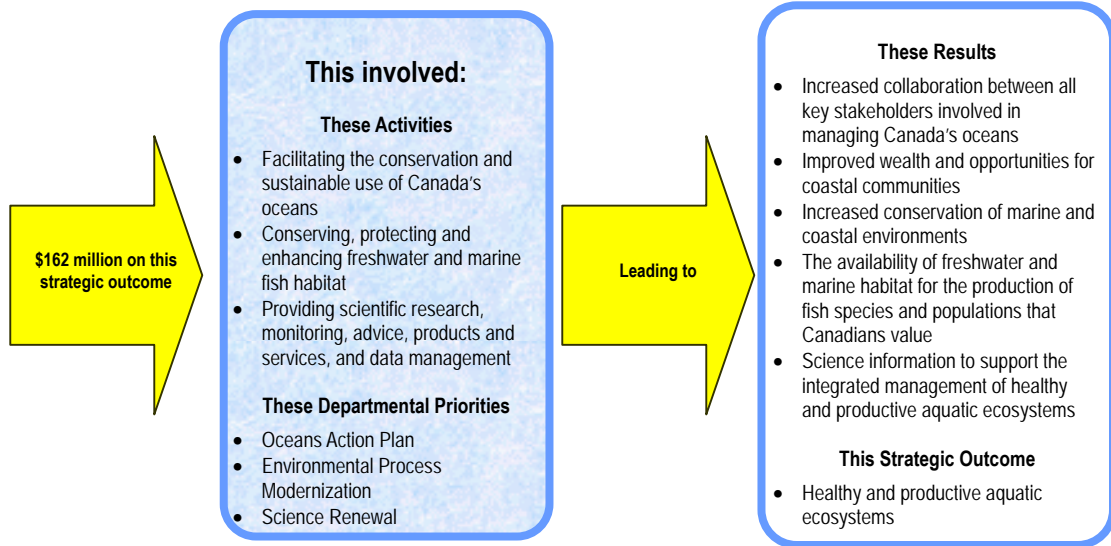 $162 million on this
strategic outcome
This involved:
These Activities
• Facilitating the conservation and
sustainable use of Canada's
oceans
• Conserving, protecting and
enhancing freshwater and marine
fish habitat
• Providing scientific research,
monitoring, advice, products and
services, and data management
These Departmental Priorities
• Oceans Action Plan
• Environmental Process
Modernization
• Science Renewal
Leading to
These Results
• Increased collaboration between all
key stakeholders involved in
managing Canada's oceans
• Improved wealth and opportunities for
coastal communities
• Increased conservation of marine and
coastal environments
• The availability of freshwater and
marine habitat for the production of
fish species and populations that
Canadians value
• Science information to support the
integrated management of healthy
and productive aquatic ecosystems
This Strategic Outcome
• Healthy and productive aquatic
ecosystems